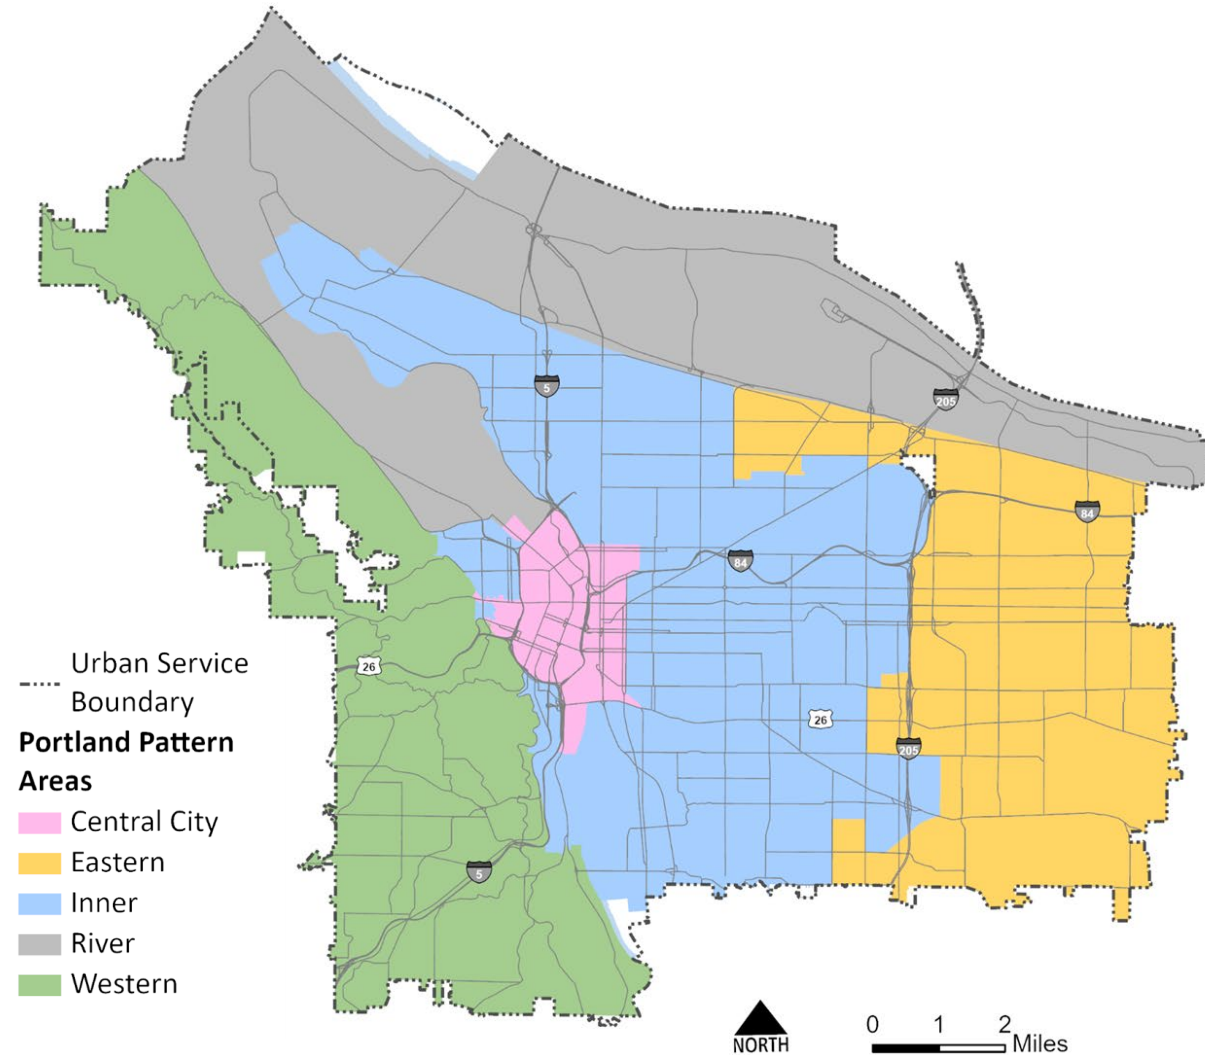 5
205
84
84
26
26
205
5
Urban Service
Boundary
Portland Pattern
Areas
Central City
Eastern
Inner
River
Western
NORTH
0 1 2
Miles